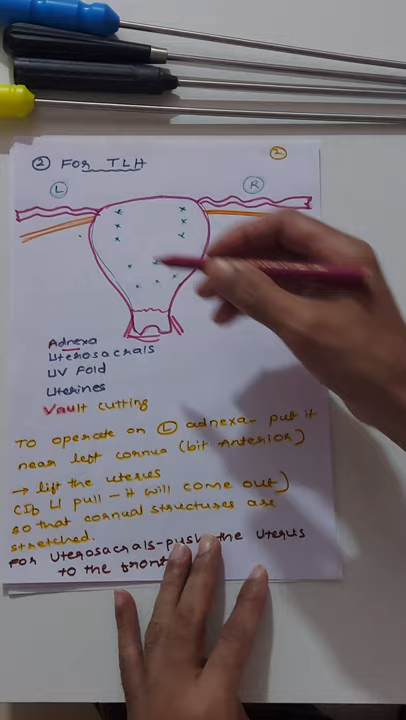 2
② FOR TLH
L
R
Adnexa
Uterosacrals
UV Fold
Uterines
Vault cutting
To operate on Ⓛ adnexa - put it
near left cornua (bit Anterior)
→ lift the uterus
(If U pull - it will come out)
so that cornual structures are
stretched.
For Uterosacrals - push the Uterus
to the front